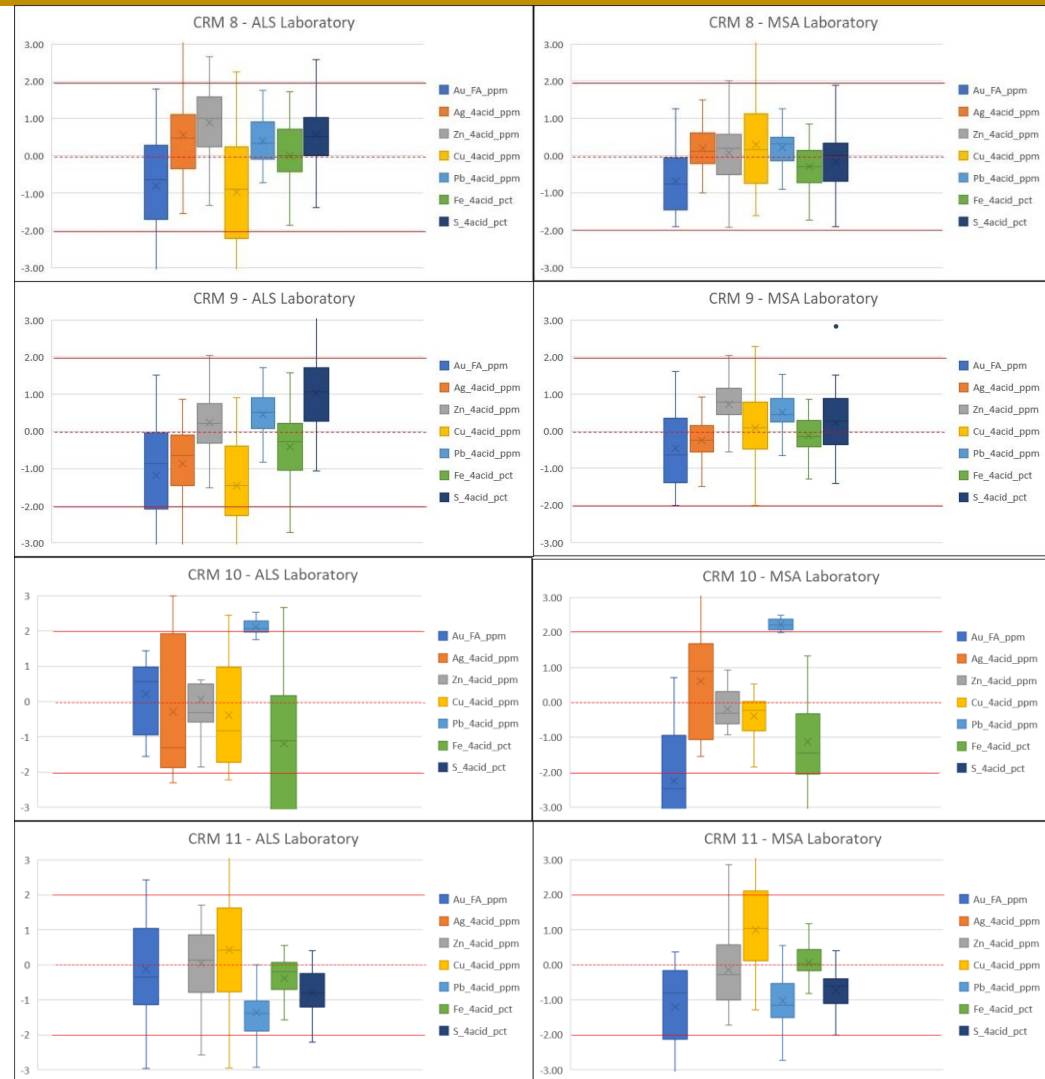 CRM 8 - ALS Laboratory
3.00
2.00
1.00
0.00
-1.00
-2.00
-3.00
Au_FA_ppm
Ag_4acid_ppm
Zn_4acid_ppm
Cu_4acid_ppm
Pb_4acid_ppm
Fe_4acid_pct
S_4acid_pct
CRM 8 - MSA Laboratory
3.00
2.00
1.00
0.00
-1.00
-2.00
-3.00
Au_FA_ppm
Ag_4acid_ppm
Zn_4acid_ppm
Cu_4acid_ppm
Pb_4acid_ppm
Fe_4acid_pct
S_4acid_pct
CRM 9 - ALS Laboratory
3.00
2.00
1.00
0.00
-1.00
-2.00
-3.00
Au_FA_ppm
Ag_4acid_ppm
Zn_4acid_ppm
Cu_4acid_ppm
Pb_4acid_ppm
Fe_4acid_pct
S_4acid_pct
CRM 9 - MSA Laboratory
3.00
2.00
1.00
0.00
-1.00
-2.00
-3.00
Au_FA_ppm
Ag_4acid_ppm
Zn_4acid_ppm
Cu_4acid_ppm
Pb_4acid_ppm
Fe_4acid_pct
S_4acid_pct
CRM 10 - ALS Laboratory
3
2
1
0
-1
-2
-3
Au_FA_ppm
Ag_4acid_ppm
Zn_4acid_ppm
Cu_4acid_ppm
Pb_4acid_ppm
Fe_4acid_pct
S_4acid_pct
CRM 10 - MSA Laboratory
3.00
2.00
1.00
0.00
-1.00
-2.00
-3.00
Au_FA_ppm
Ag_4acid_ppm
Zn_4acid_ppm
Cu_4acid_ppm
Pb_4acid_ppm
Fe_4acid_pct
S_4acid_pct
CRM 11 - ALS Laboratory
3
2
1
0
-1
-2
-3
Au_FA_ppm
Ag_4acid_ppm
Zn_4acid_ppm
Cu_4acid_ppm
Pb_4acid_ppm
Fe_4acid_pct
S_4acid_pct
CRM 11 - MSA Laboratory
3.00
2.00
1.00
0.00
-1.00
-2.00
-3.00
Au_FA_ppm
Ag_4acid_ppm
Zn_4acid_ppm
Cu_4acid_ppm
Pb_4acid_ppm
Fe_4acid_pct
S_4acid_pct